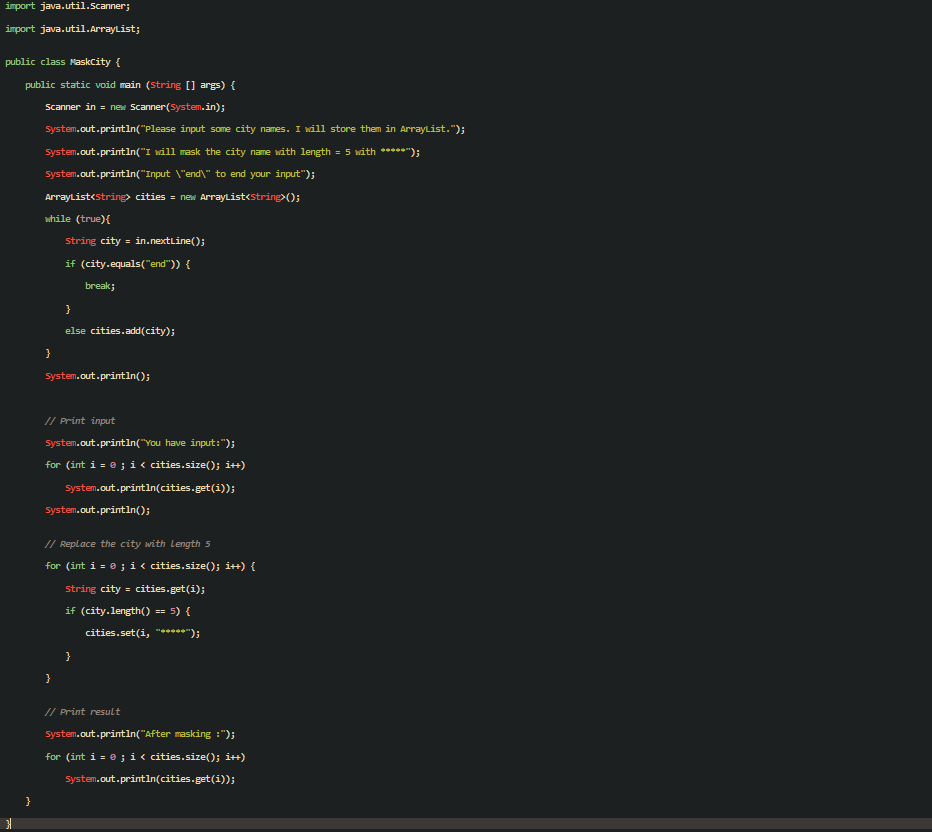 import java.util.Scanner;
import java.util.ArrayList;
public class MaskCity {
    public static void main (String [] args) {
        Scanner in = new Scanner(System.in);
        System.out.println("Please input some city names. I will store them in ArrayList.");
        System.out.println("I will mask the city name with length = 5 with *****");
        System.out.println("Input \"end\" to end your input");
        ArrayList<String> cities = new ArrayList<String>();
        while (true){
            String city = in.nextLine();
            if (city.equals("end")) {
                break;
            }
            else cities.add(city);
        }
        System.out.println();
        // Print input
        System.out.println("You have input:");
        for (int i = 0 ; i < cities.size(); i++)
            System.out.println(cities.get(i));
        System.out.println();
        // Replace the city with length 5
        for (int i = 0 ; i < cities.size(); i++) {
            String city = cities.get(i);
            if (city.length() == 5) {
                cities.set(i, "*****");
            }
        }
        // Print result
        System.out.println("After masking :");
        for (int i = 0 ; i < cities.size(); i++)
            System.out.println(cities.get(i));
    }
}